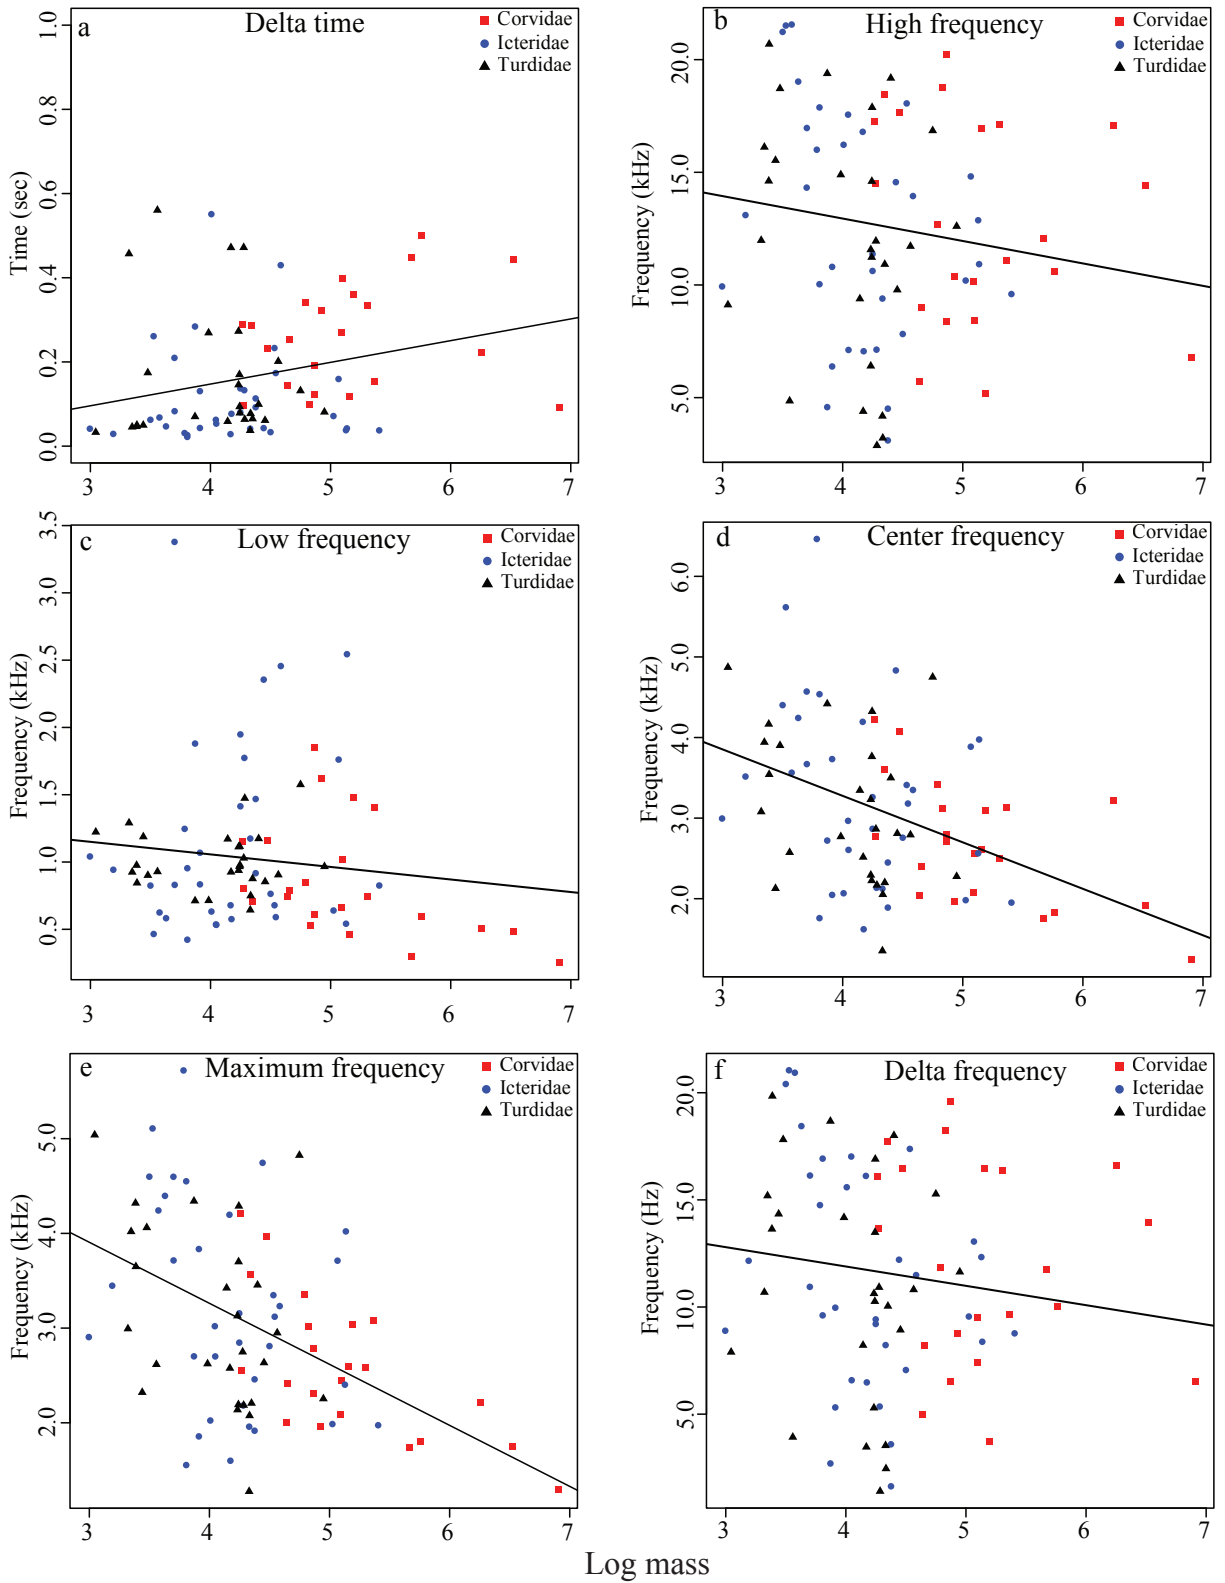 a
Delta time
Corvidae
Icteridae
Turdidae
Time (sec)
1.0
0.8
0.6
0.4
0.2
0.0
3 4 5 6 7
b
High frequency
Corvidae
Icteridae
Turdidae
Frequency (kHz)
20.0
15.0
10.0
5.0
3 4 5 6 7
c
Low frequency
Corvidae
Icteridae
Turdidae
Frequency (kHz)
3.5
3.0
2.5
2.0
1.5
1.0
0.5
3 4 5 6 7
d
Center frequency
Corvidae
Icteridae
Turdidae
Frequency (kHz)
6.0
5.0
4.0
3.0
2.0
3 4 5 6 7
e
Maximum frequency
Corvidae
Icteridae
Turdidae
Frequency (kHz)
5.0
4.0
3.0
2.0
3 4 5 6 7
f
Delta frequency
Corvidae
Icteridae
Turdidae
Frequency (Hz)
20.0
15.0
10.0
5.0
3 4 5 6 7
Log mass